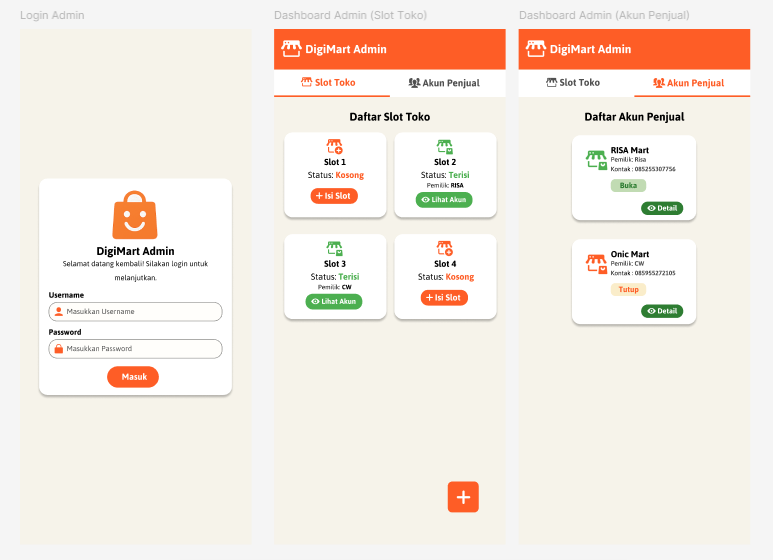 Login Admin
DigiMart Admin
Selamat datang kembali! Silakan login untuk
melanjutkan.
Username
Masukkan Username
Password
Masukkan Password
Masuk
Dashboard Admin (Slot Toko)
DigiMart Admin
Slot Toko
Akun Penjual
Daftar Slot Toko
Slot 1
Status: Kosong
+ Isi Slot
Slot 2
Status: Terisi
Pemilik: RISA
Lihat Akun
Slot 3
Status: Terisi
Pemilik: CW
Lihat Akun
Slot 4
Status: Kosong
+ Isi Slot
+
Dashboard Admin (Akun Penjual)
DigiMart Admin
Slot Toko
Akun Penjual
Daftar Akun Penjual
RISA Mart
Pemilik: Risa
Kontak : 085255307756
Buka
Detail
Onic Mart
Pemilik: CW
Kontak : 085955272105
Tutup
Detail